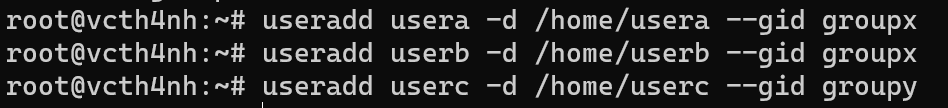 root@vcth4nh:~# useradd usera -d /home/usera --gid groupx
root@vcth4nh:~# useradd userb -d /home/userb --gid groupx
root@vcth4nh:~# useradd userc -d /home/userc --gid groupy